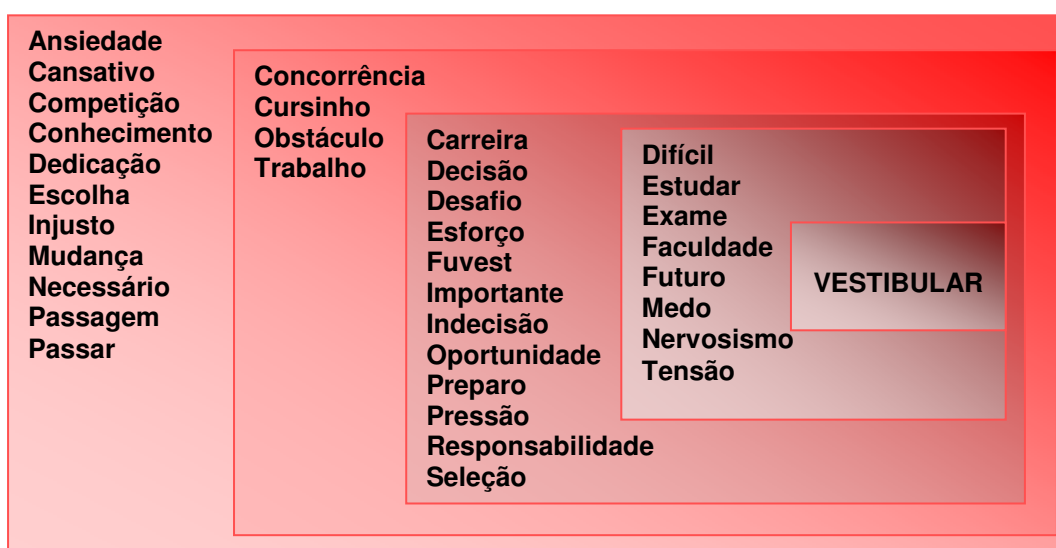 Ansiedade
Cansativo
Competição
Conhecimento
Dedicação
Escolha
Injusto
Mudança
Necessário
Passagem
Passar
Concorrência
Cursinho
Obstáculo
Trabalho
Carreira
Decisão
Desafio
Esforço
Fuvest
Importante
Indecisão
Oportunidade
Preparo
Pressão
Responsabilidade
Seleção
Difícil
Estudar
Exame
Faculdade
Futuro
Medo
Nervosismo
Tensão
VESTIBULAR